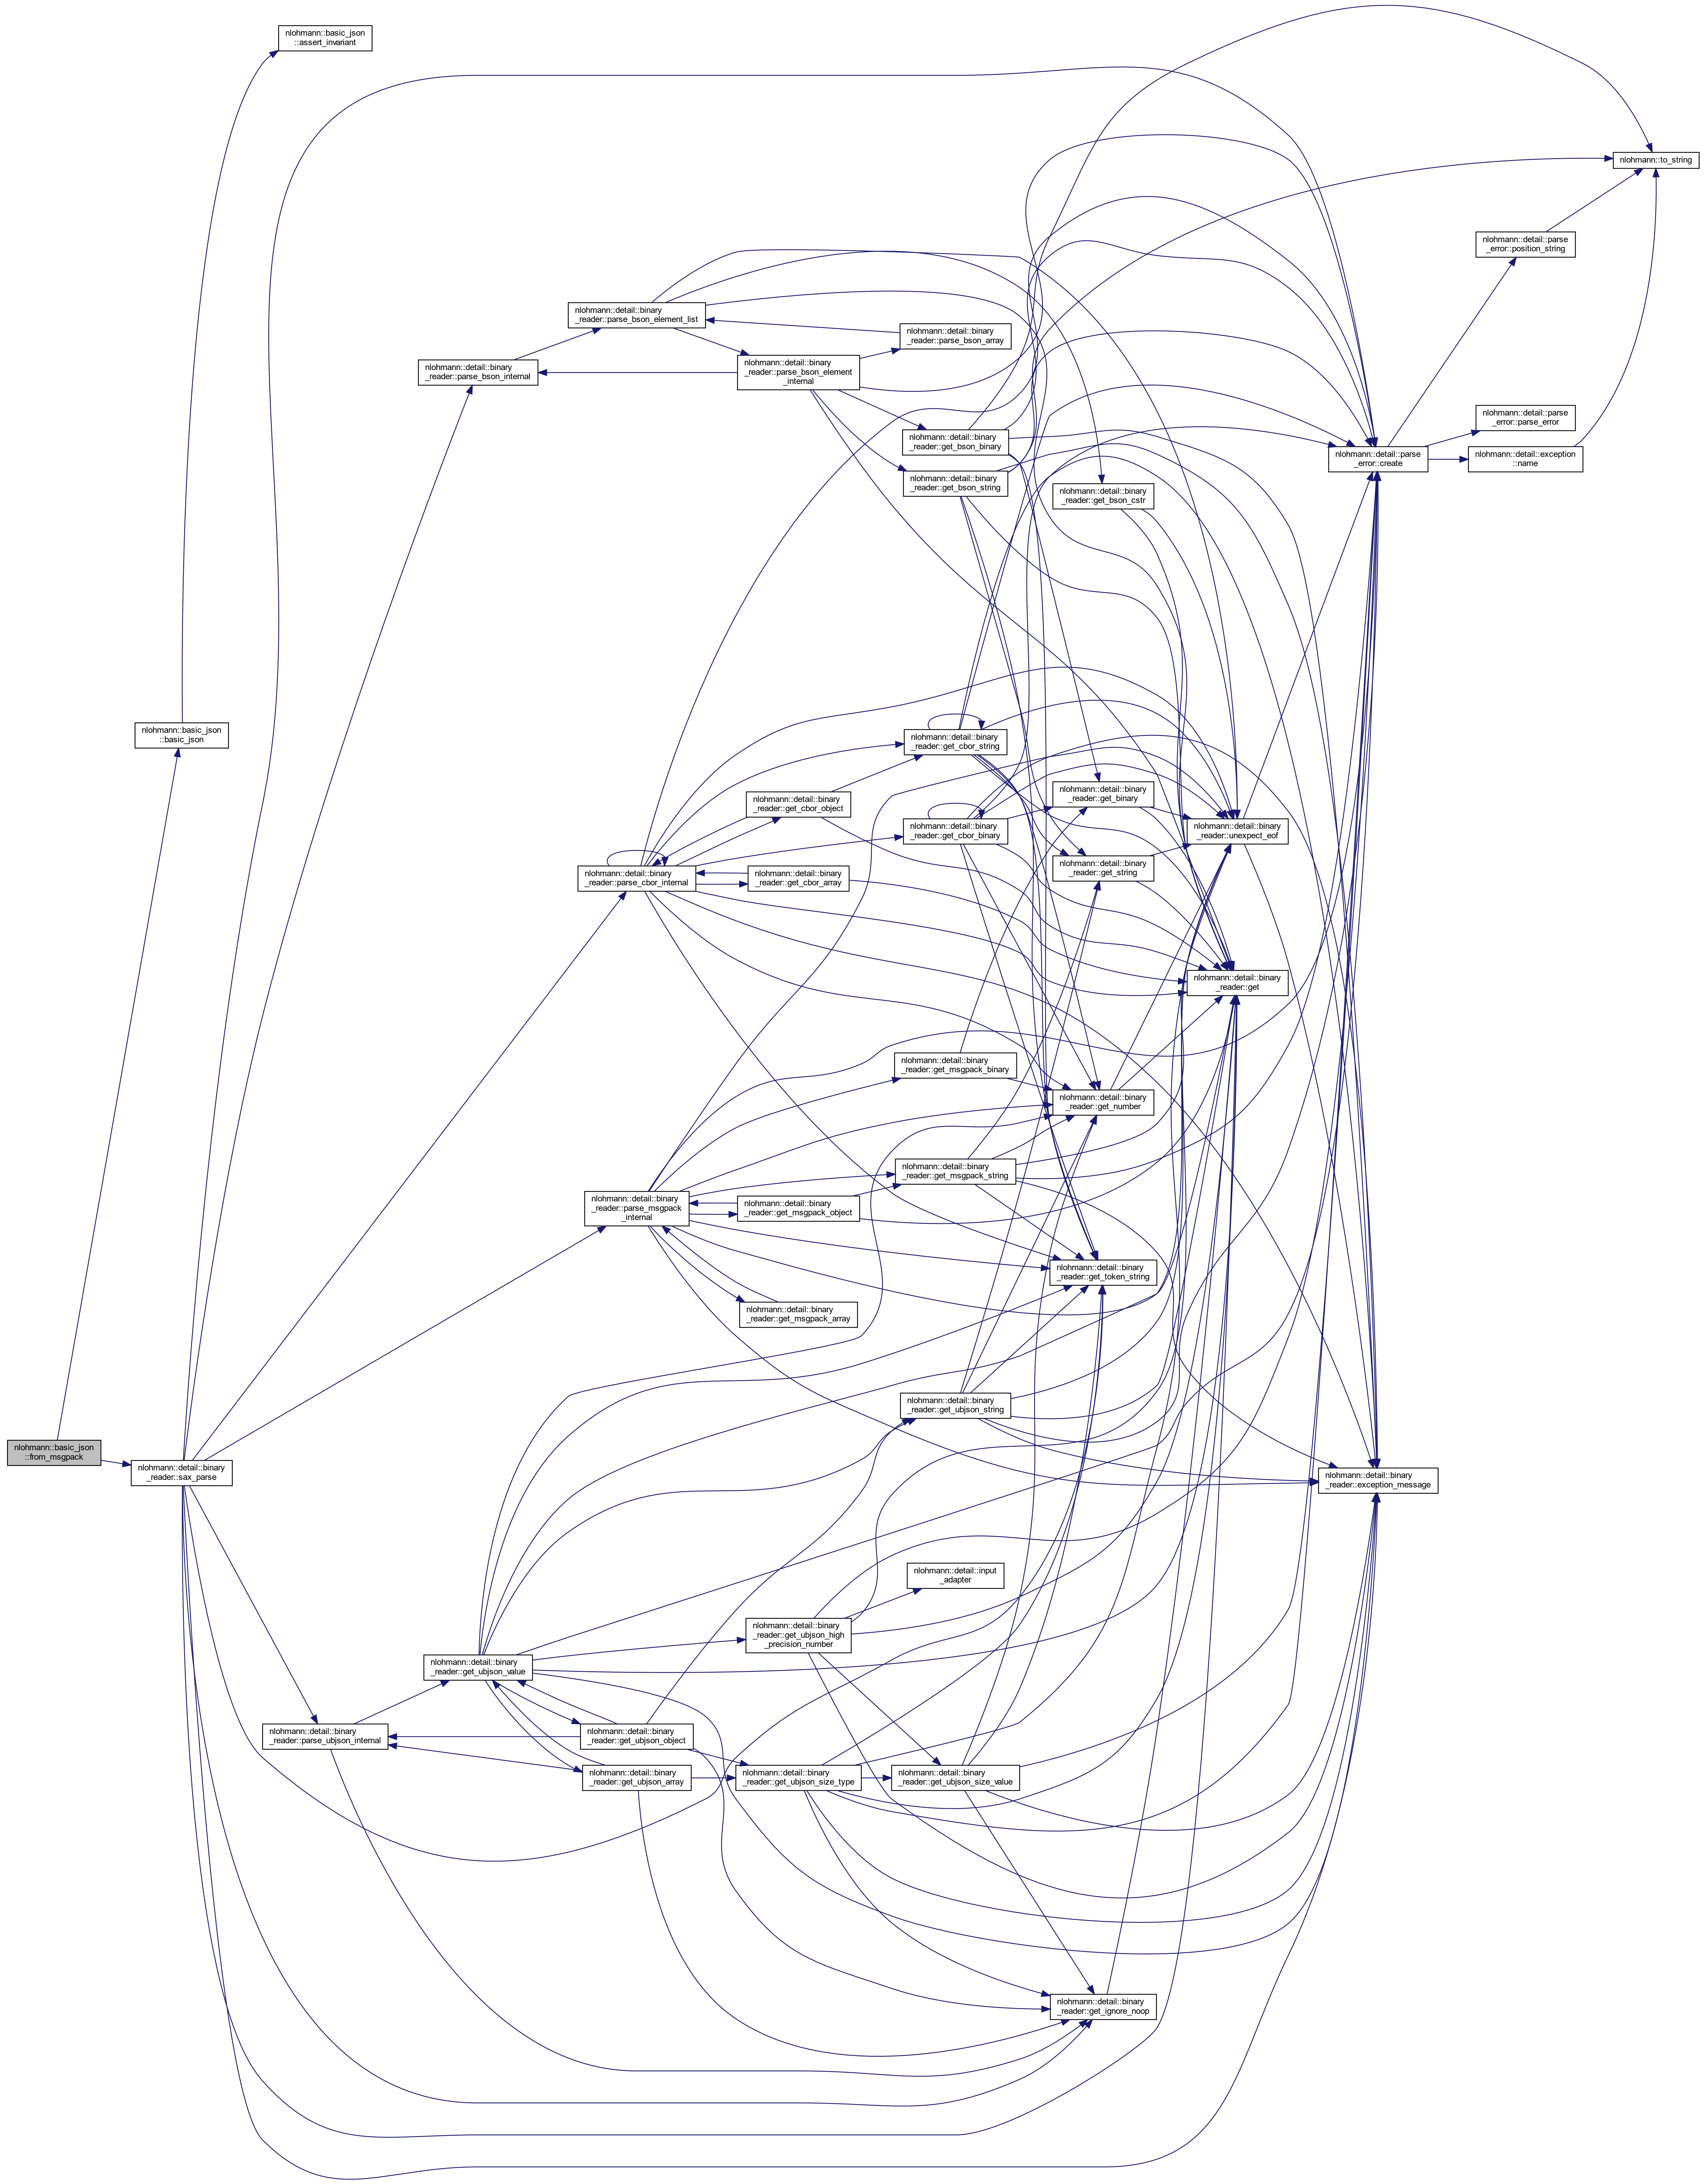 nlohmann::basic_json
::assert_invariant
nlohmann::to_string
nlohmann::detail::parse
_error::position_string
nlohmann::detail::binary
_reader::parse_bson_element_list
nlohmann::detail::binary
_reader::parse_bson_array
nlohmann::detail::binary
_reader::parse_bson_internal
nlohmann::detail::binary
_reader::parse_bson_element
_internal
nlohmann::detail::parse
_error::parse_error
nlohmann::detail::binary
_reader::get_bson_binary
nlohmann::detail::parse
_error::create
nlohmann::detail::exception
::name
nlohmann::detail::binary
_reader::get_bson_string
nlohmann::detail::binary
_reader::get_bson_cstr
nlohmann::basic_json
::basic_json
nlohmann::detail::binary
_reader::get_cbor_string
nlohmann::detail::binary
_reader::get_binary
nlohmann::detail::binary
_reader::get_cbor_object
nlohmann::detail::binary
_reader::get_cbor_binary
nlohmann::detail::binary
_reader::unexpect_eof
nlohmann::detail::binary
_reader::get_string
nlohmann::detail::binary
_reader::parse_cbor_internal
nlohmann::detail::binary
_reader::get_cbor_array
nlohmann::detail::binary
_reader::get
nlohmann::detail::binary
_reader::get_msgpack_binary
nlohmann::detail::binary
_reader::get_number
nlohmann::detail::binary
_reader::get_msgpack_string
nlohmann::detail::binary
_reader::parse_msgpack
_internal
nlohmann::detail::binary
_reader::get_msgpack_object
nlohmann::detail::binary
_reader::get_token_string
nlohmann::detail::binary
_reader::get_msgpack_array
nlohmann::detail::binary
_reader::get_ubjson_string
nlohmann::basic_json
::from_msgpack
nlohmann::detail::binary
_reader::sax_parse
nlohmann::detail::binary
_reader::exception_message
nlohmann::detail::input
_adapter
nlohmann::detail::binary
_reader::get_ubjson_high
_precision_number
nlohmann::detail::binary
_reader::get_ubjson_value
nlohmann::detail::binary
_reader::parse_ubjson_internal
nlohmann::detail::binary
_reader::get_ubjson_object
nlohmann::detail::binary
_reader::get_ubjson_array
nlohmann::detail::binary
_reader::get_ubjson_size_type
nlohmann::detail::binary
_reader::get_ubjson_size_value
nlohmann::detail::binary
_reader::get_ignore_noop